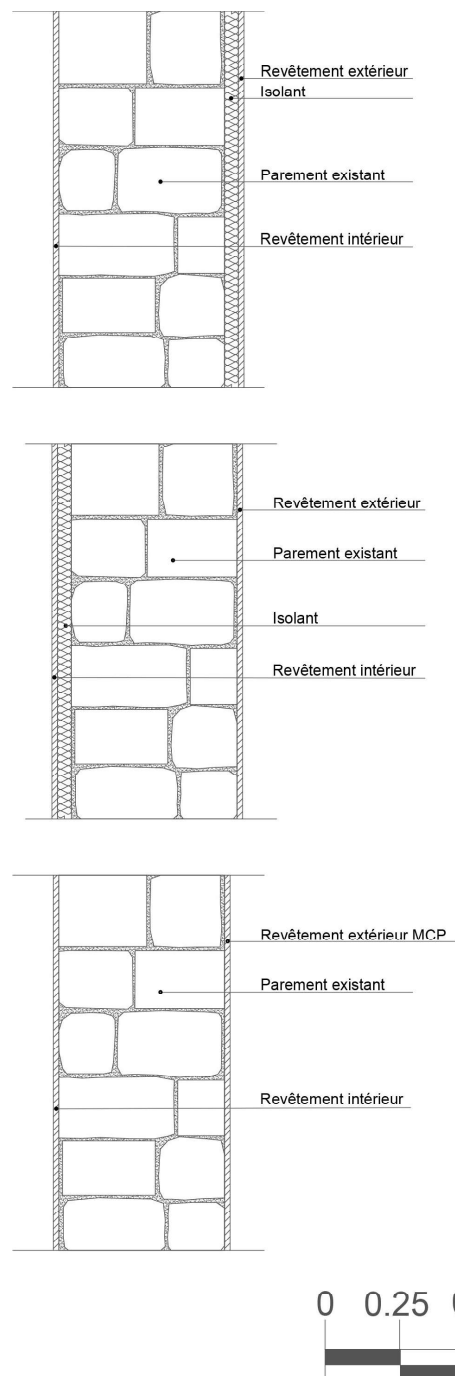 Revêtement extérieur
Isolant
Parement existant
Revêtement intérieur
Revêtement extérieur
Parement existant
Isolant
Revêtement intérieur
Revêtement extérieur MCP
Parement existant
Revêtement intérieur
0 0.25